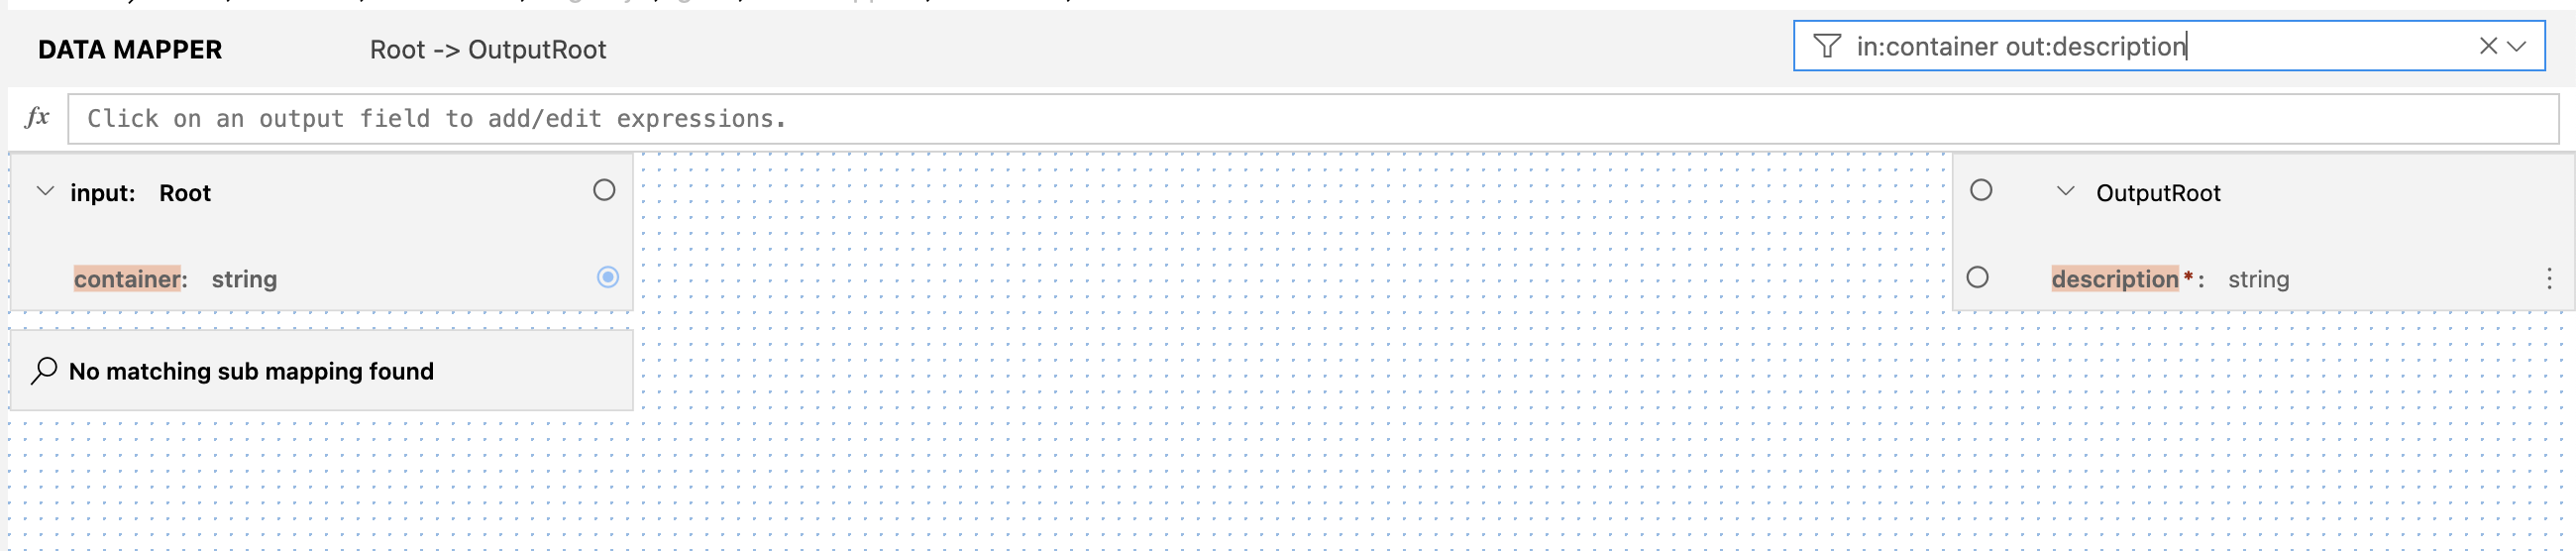 DATA MAPPER
Root -> OutputRoot
in:container out:description
fx
Click on an output field to add/edit expressions.
input: Root
container: string
No matching sub mapping found
OutputRoot
description*: string